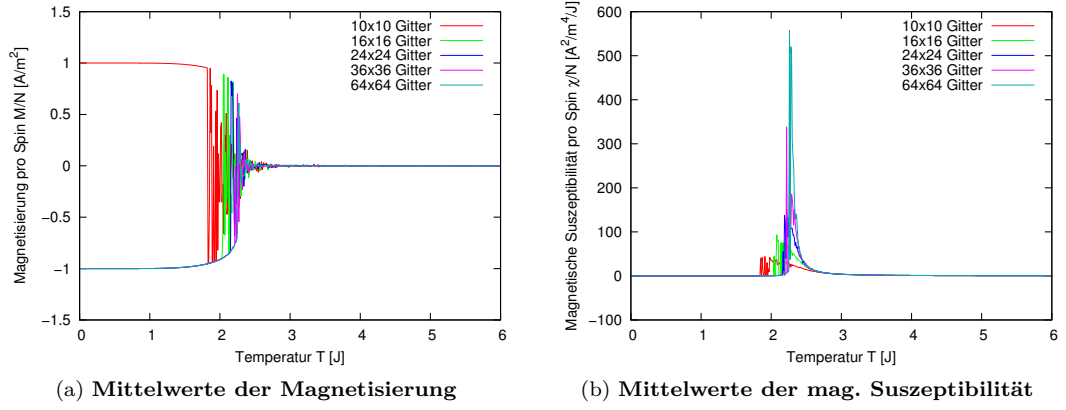 10x10 Gitter
16x16 Gitter
24x24 Gitter
36x36 Gitter
64x64 Gitter
Magnetisierung pro Spin M/N [A/m²]
1.5
1
0.5
0
−0.5
−1
−1.5
0 1 2 3 4 5 6
Temperatur T [J]
(a) Mittelwerte der Magnetisierung
10x10 Gitter
16x16 Gitter
24x24 Gitter
36x36 Gitter
64x64 Gitter
Magnetische Suszeptibilität pro Spin χ/N [A²/m⁴/J]
600
500
400
300
200
100
0
−100
0 1 2 3 4 5 6
Temperatur T [J]
(b) Mittelwerte der mag. Suszeptibilität